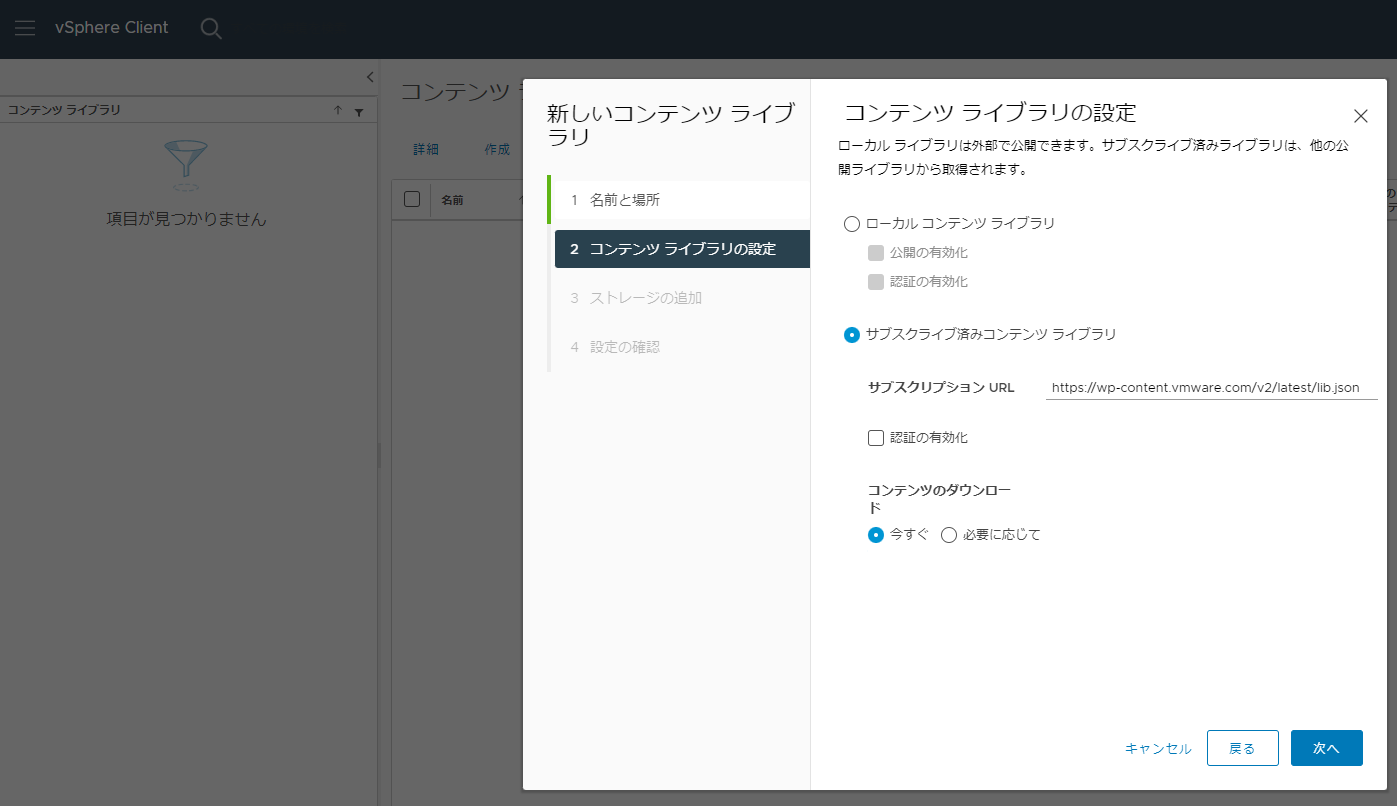 vSphere Client
コンテンツ ライブラリ
項目が見つかりません
コンテンツ
詳細
作成
名前
新しいコンテンツ ライブ
ラリ
1 名前と場所
2 コンテンツ ライブラリの設定
3 ストレージの追加
4 設定の確認
コンテンツ ライブラリの設定
ローカル ライブラリは外部で公開できます。サブスクライブ済みライブラリは、他の公
開ライブラリから取得されます。
ローカル コンテンツ ライブラリ
公開の有効化
認証の有効化
サブスクライブ済みコンテンツ ライブラリ
サブスクリプション URL
https://wp-content.vmware.com/v2/latest/lib.json
認証の有効化
コンテンツのダウンロー
ド
今すぐ
必要に応じて
キャンセル
戻る
次へ